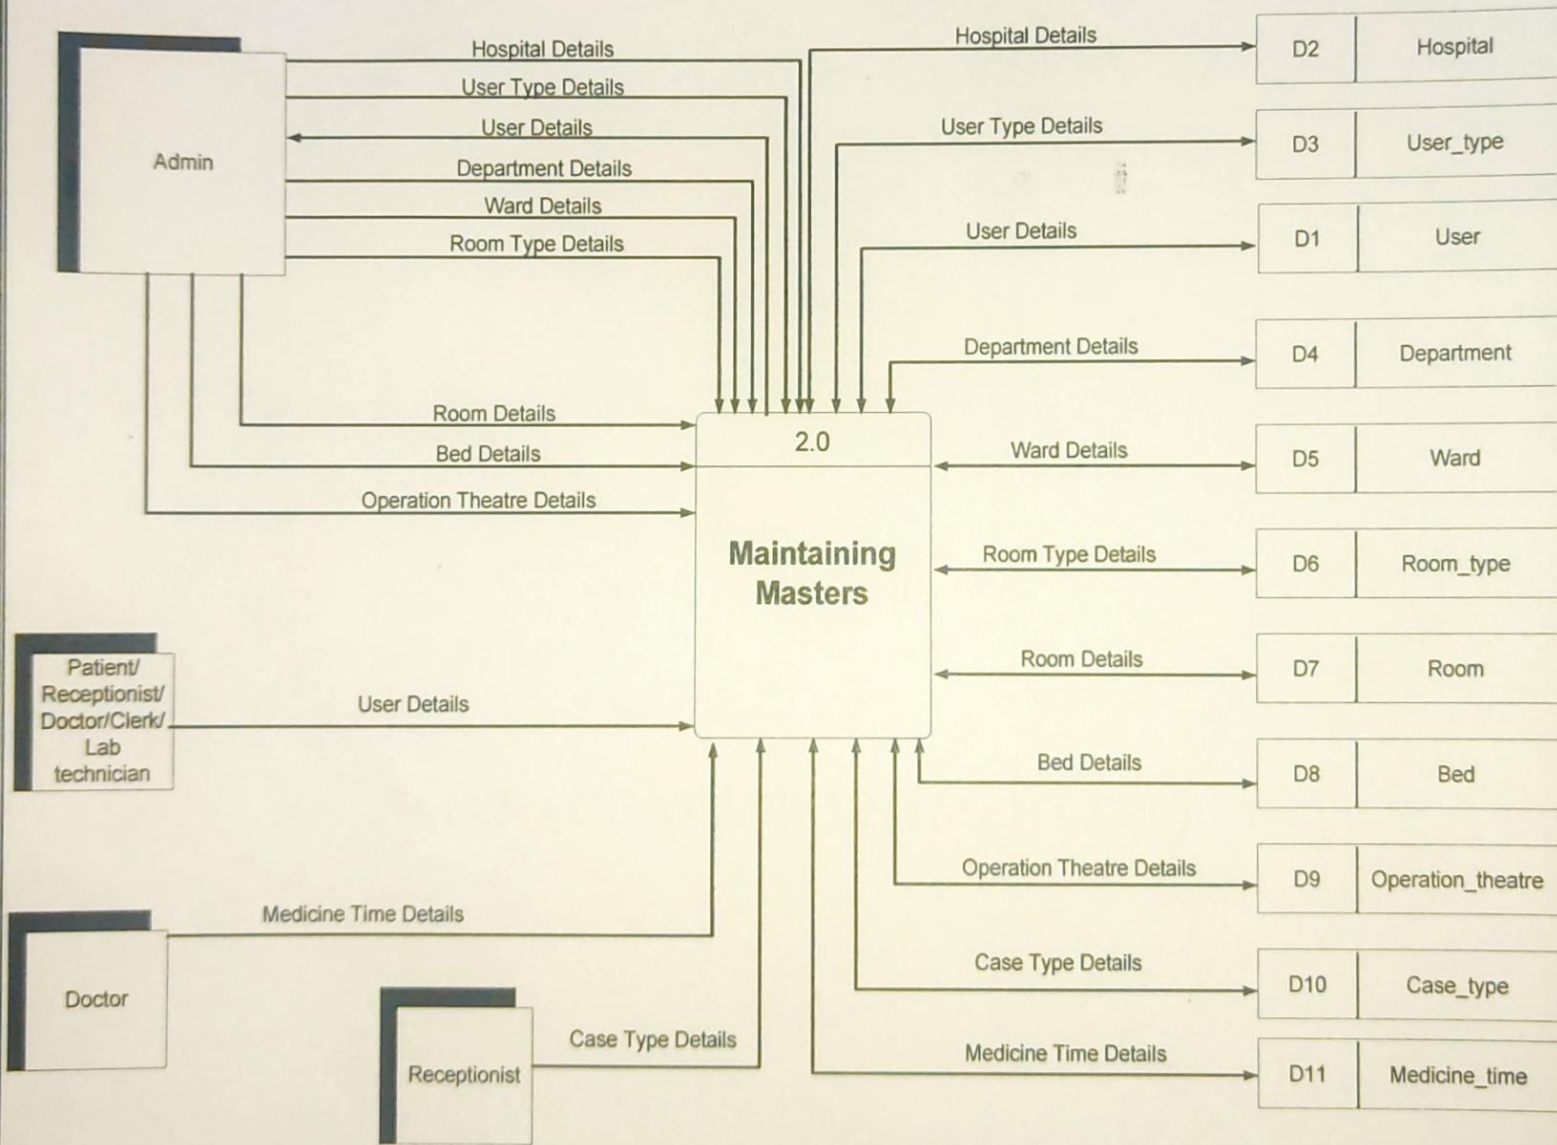 Hospital Details
User Type Details
User Details
Department Details
Ward Details
Room Type Details
Admin
Room Details
Bed Details
Operation Theatre Details
Patient/
Receptionist/
Doctor/Clerk/
Lab
technician
User Details
Doctor
Medicine Time Details
Receptionist
Case Type Details
2.0
Maintaining
Masters
Hospital Details
D2 Hospital
User Type Details
D3 User_type
User Details
D1 User
Department Details
D4 Department
Ward Details
D5 Ward
Room Type Details
D6 Room_type
Room Details
D7 Room
Bed Details
D8 Bed
Operation Theatre Details
D9 Operation_theatre
Case Type Details
D10 Case_type
Medicine Time Details
D11 Medicine_time